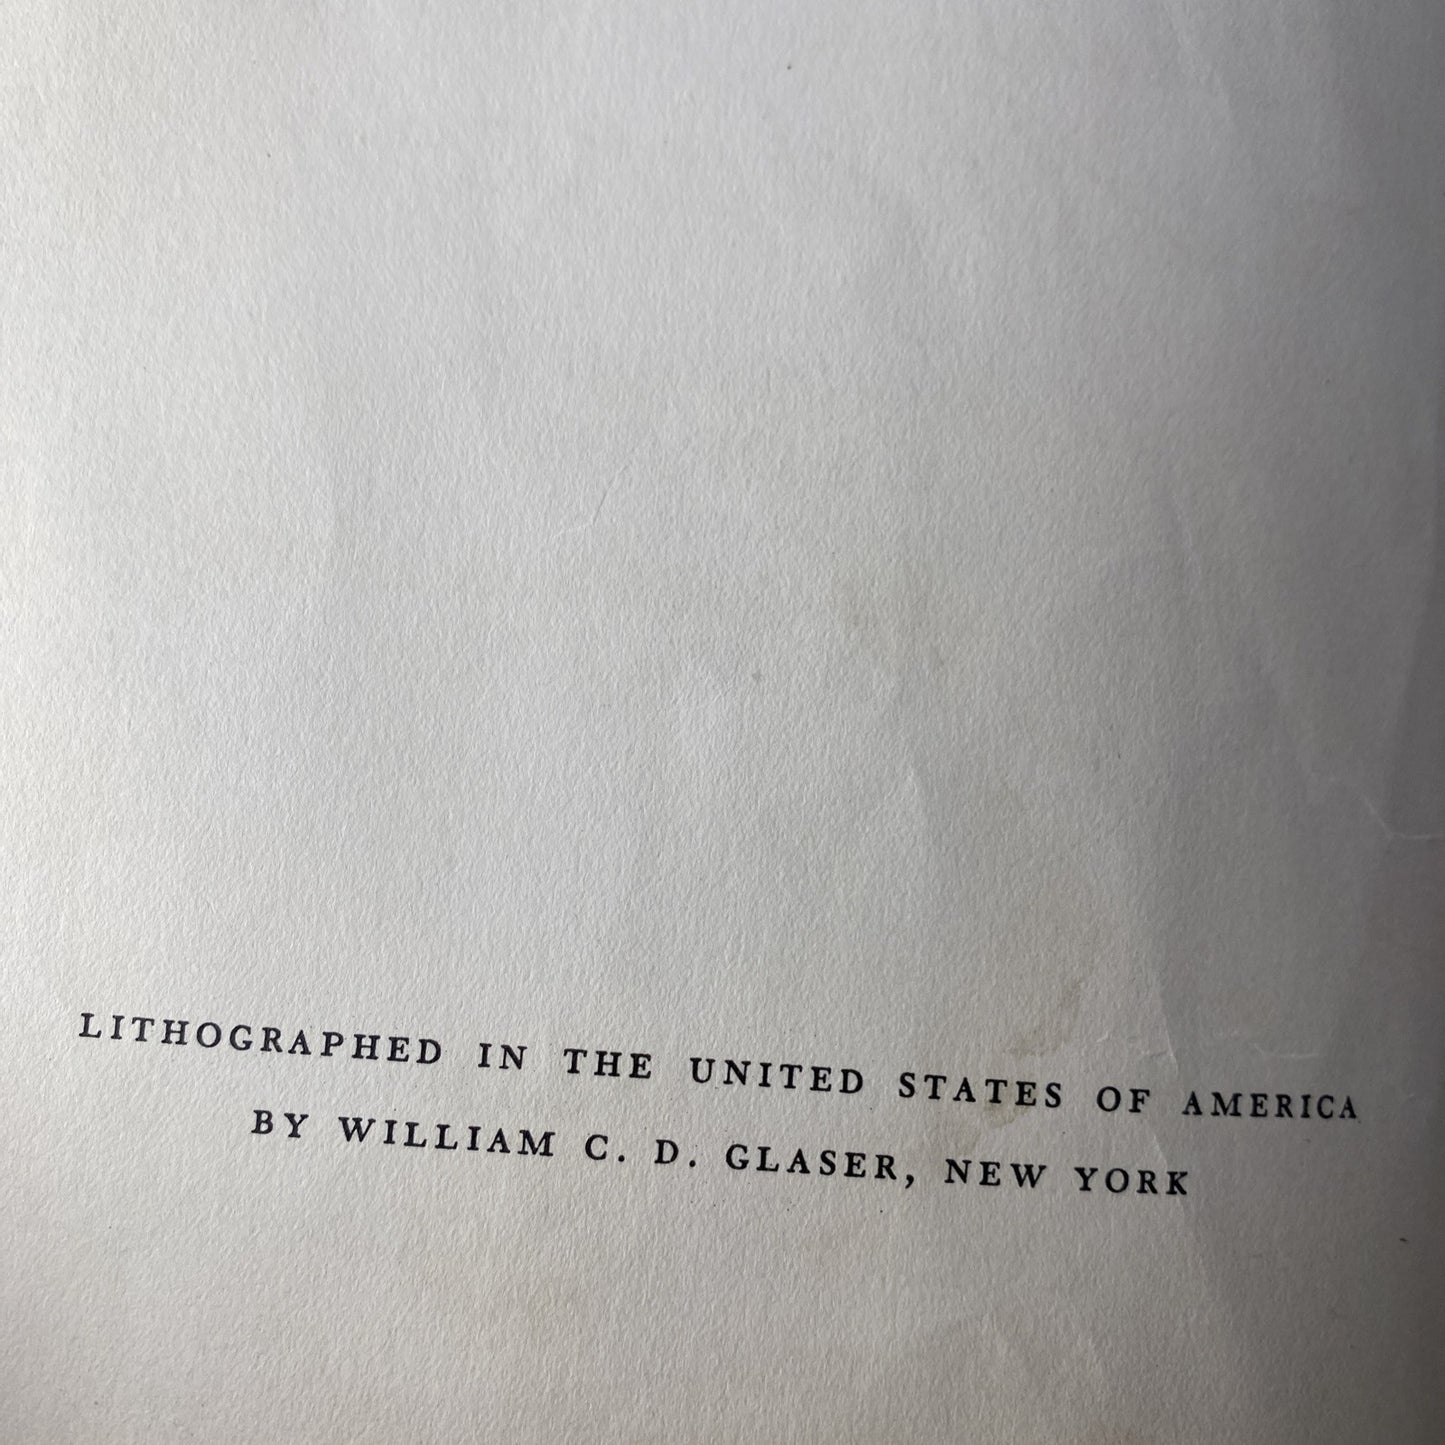 LITHOGRAPHED IN THE UNITED STATES OF AMERICA
BY WILLIAM C. D. GLASER, NEW YORK